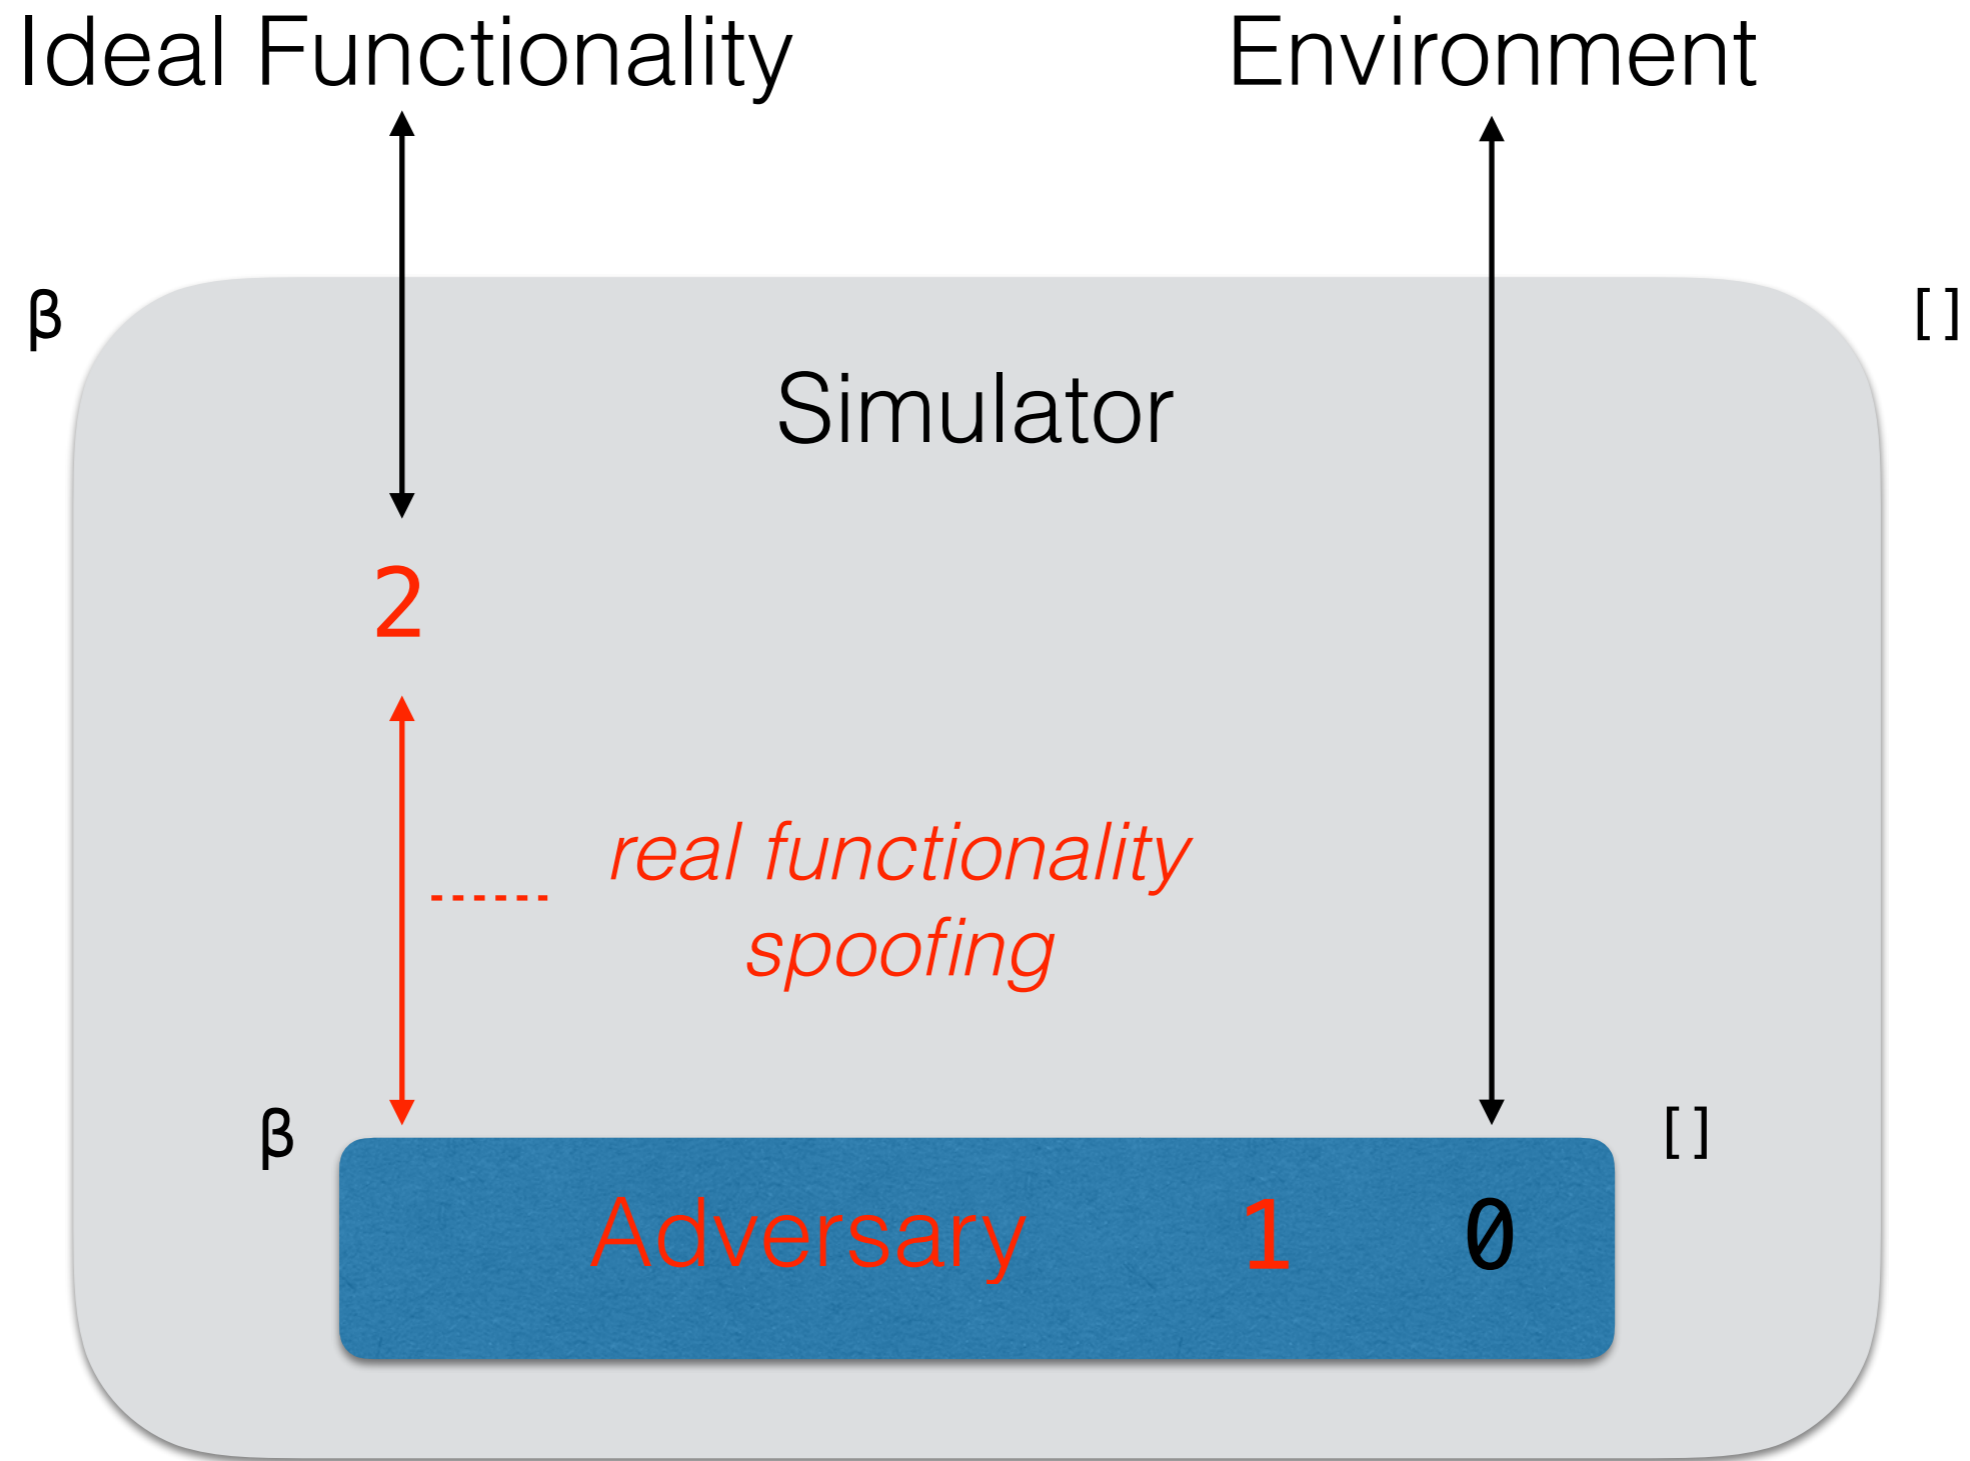 Ideal Functionality Environment
β []
Simulator
2
real functionality
spoofing
β []
Adversary 1 0